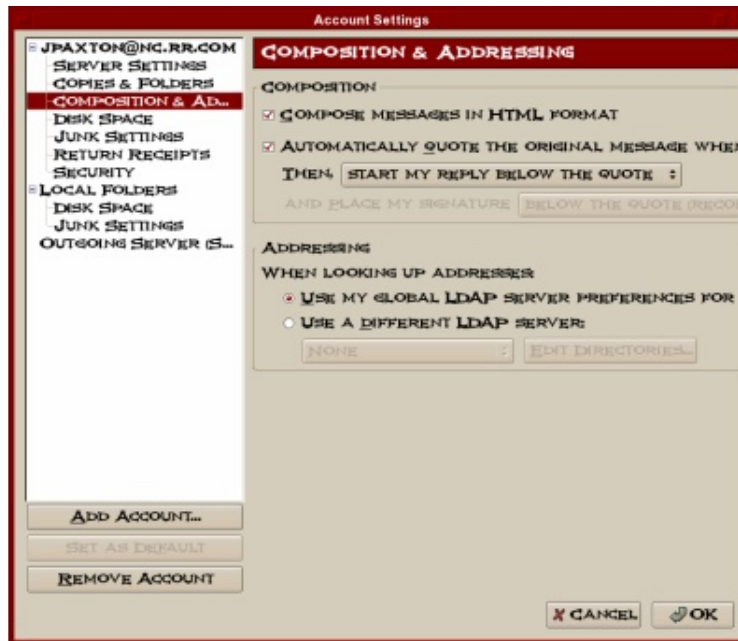 Account Settings
JPAXTON@NC.RR.COM
SERVER SETTINGS
COPIES & FOLDERS
COMPOSITION & AD...
DISK SPACE
JUNK SETTINGS
RETURN RECEIPTS
SECURITY
LOCAL FOLDERS
DISK SPACE
JUNK SETTINGS
OUTGOING SERVER (S...
ADD ACCOUNT...
SET AS DEFAULT
REMOVE ACCOUNT
COMPOSITION & ADDRESSING
COMPOSITION
COMPOSE MESSAGES IN HTML FORMAT
AUTOMATICALLY QUOTE THE ORIGINAL MESSAGE WHEN
THEN, START MY REPLY BELOW THE QUOTE
AND PLACE MY SIGNATURE BELOW THE QUOTE (RECO
ADDRESSING
WHEN LOOKING UP ADDRESSES
USE MY GLOBAL LDAP SERVER PREFERENCES FOR
USE A DIFFERENT LDAP SERVER:
NONE EDIT DIRECTORIES...
CANCEL OK